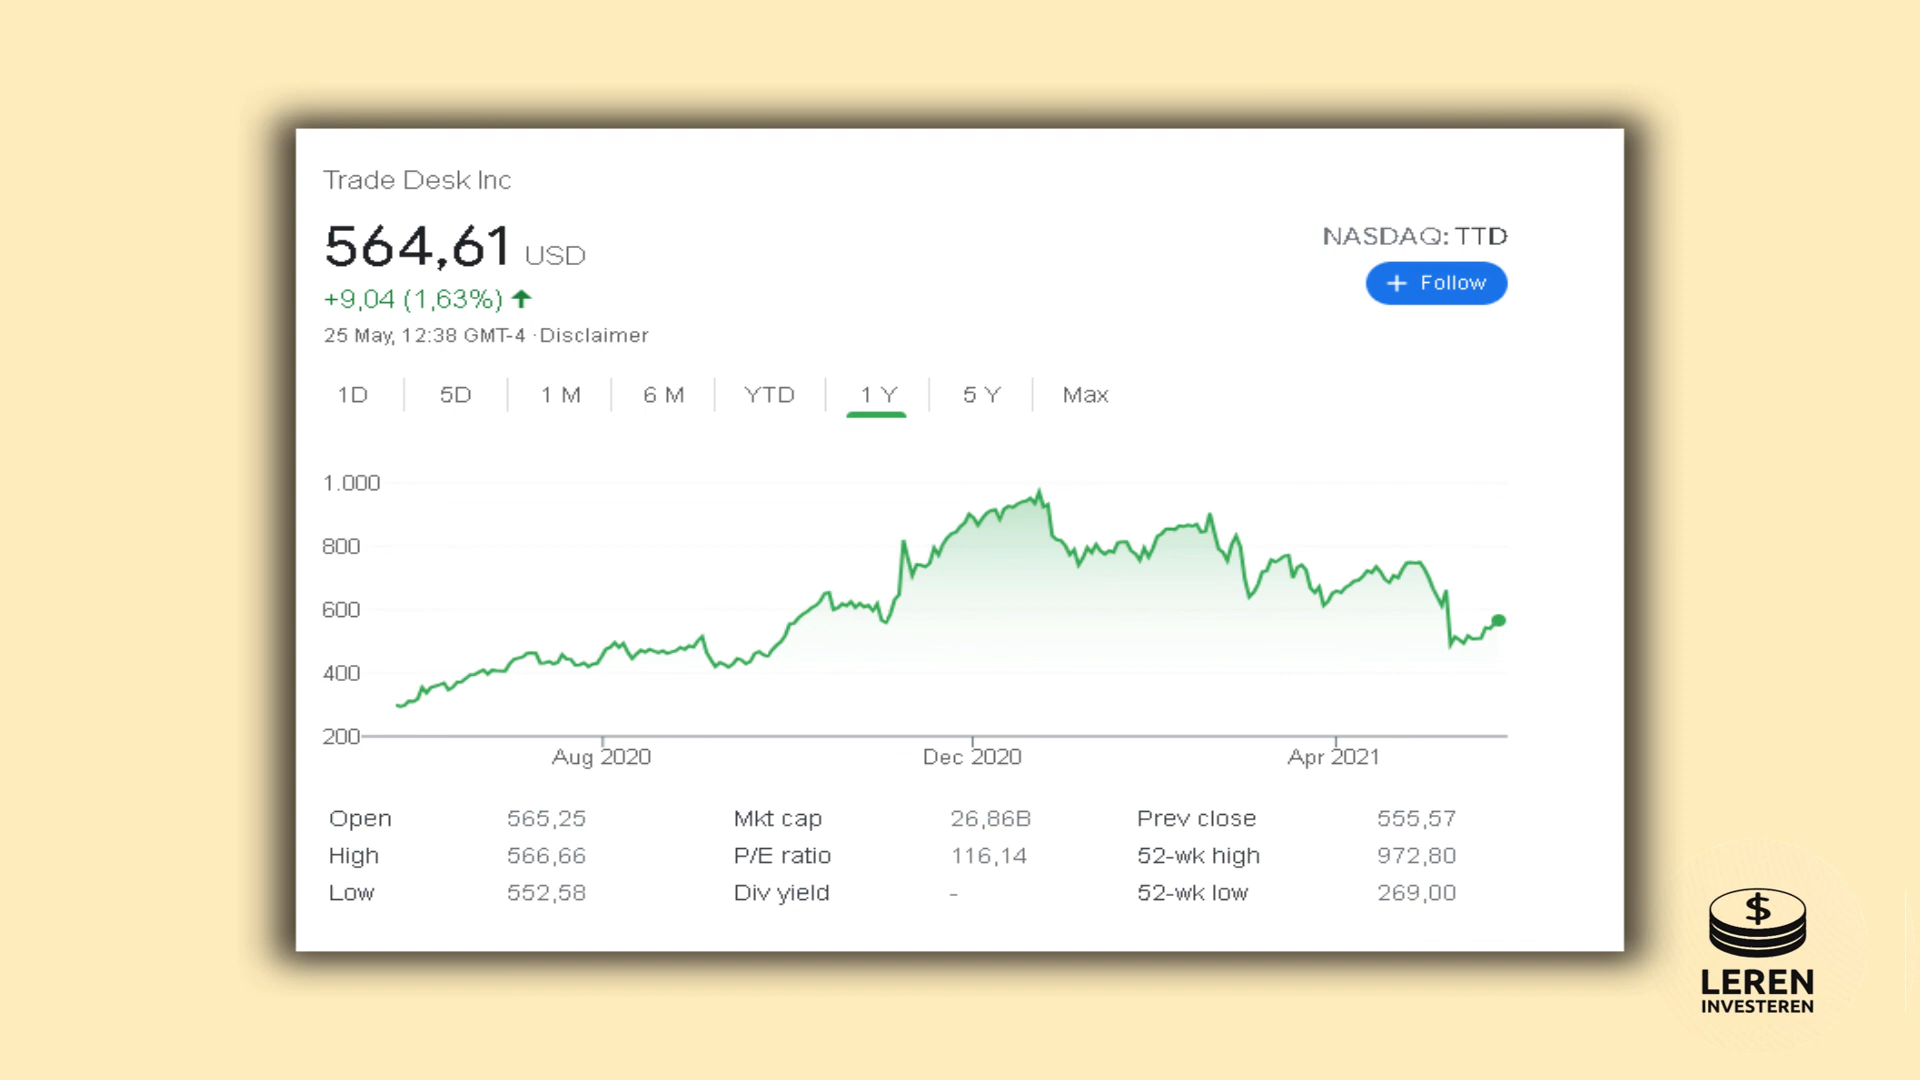 Trade Desk Inc
564,61 USD
NASDAQ: TTD
+ Follow
+9,04 (1,63%)
25 May, 12:38 GMT-4 · Disclaimer
1D 5D 1 M 6 M YTD 1 Y 5 Y Max
1.000
800
600
400
200
Aug 2020 Dec 2020 Apr 2021
Open 565,25 Mkt cap 26,86B Prev close 555,57
High 566,66 P/E ratio 116,14 52-wk high 972,80
Low 552,58 Div yield - 52-wk low 269,00
$
LEREN
INVESTEREN